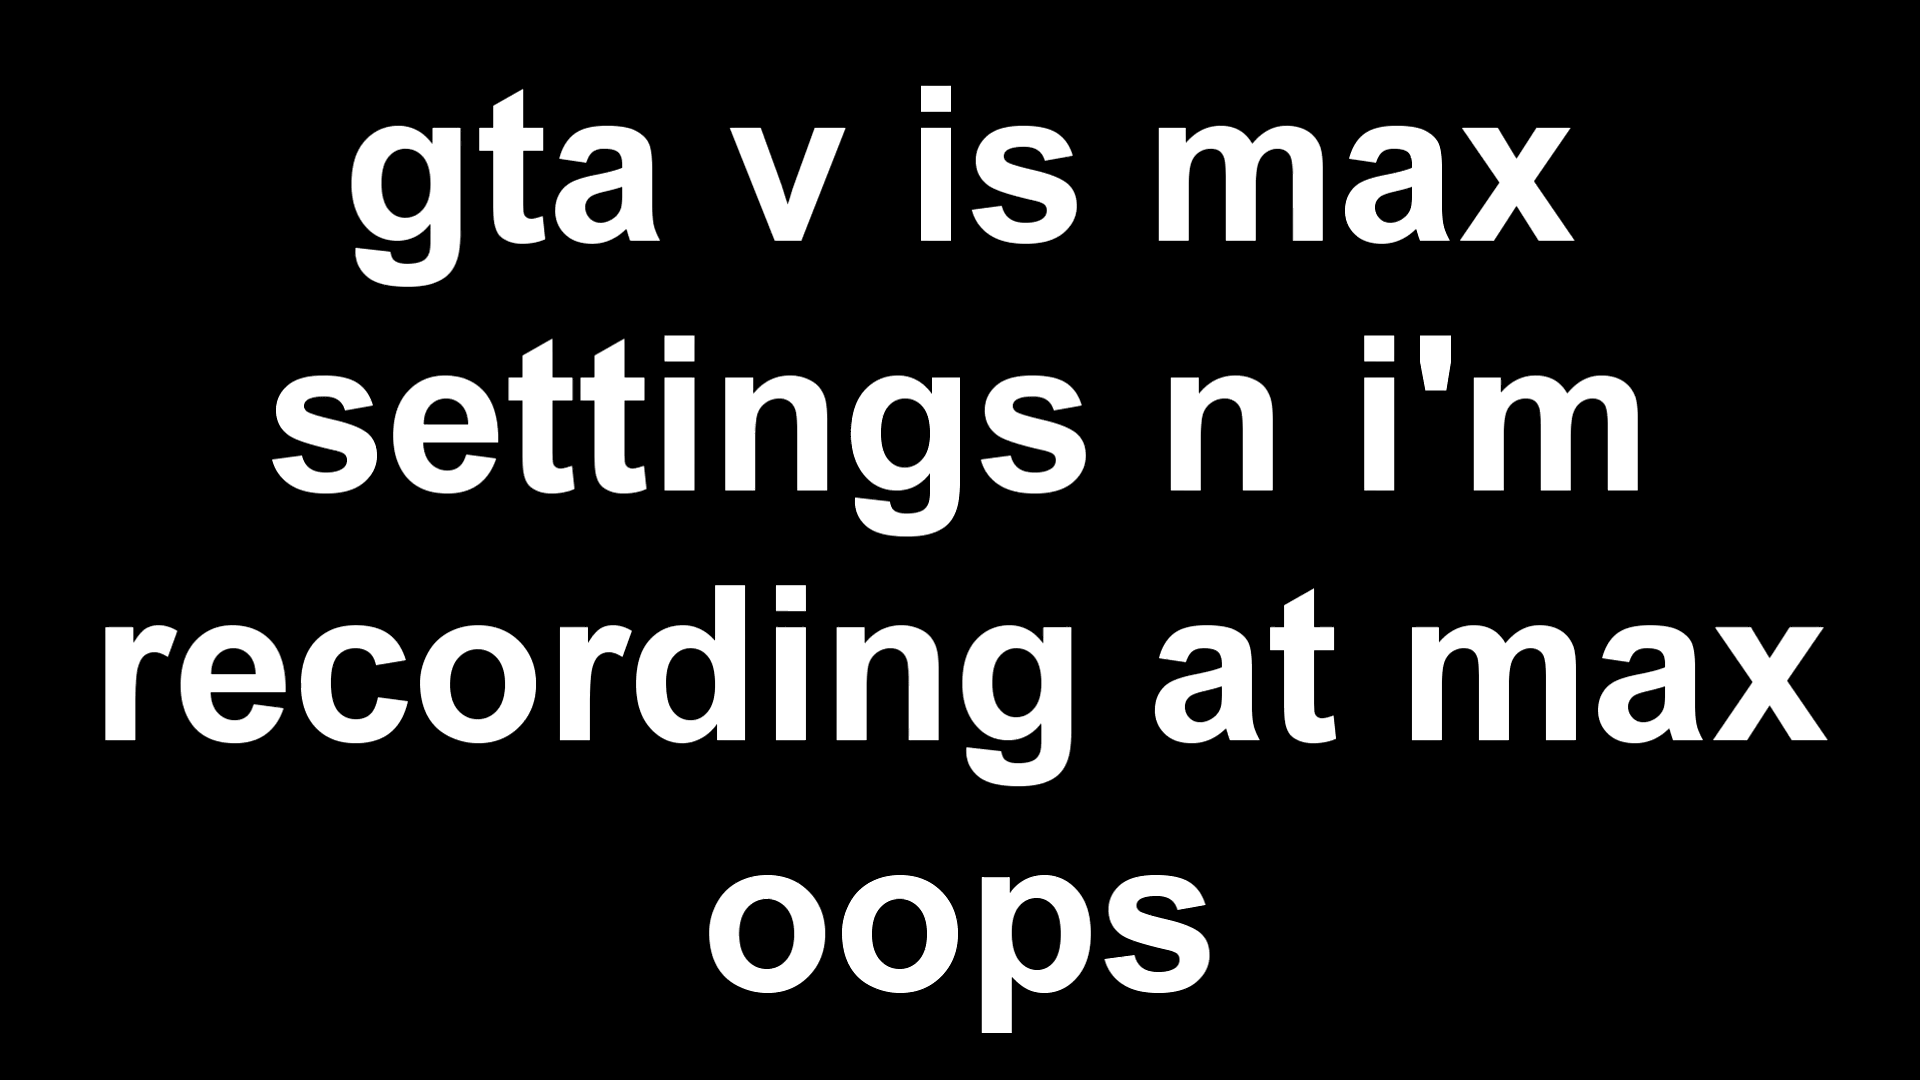 gta v is max
settings n i'm
recording at max
oops